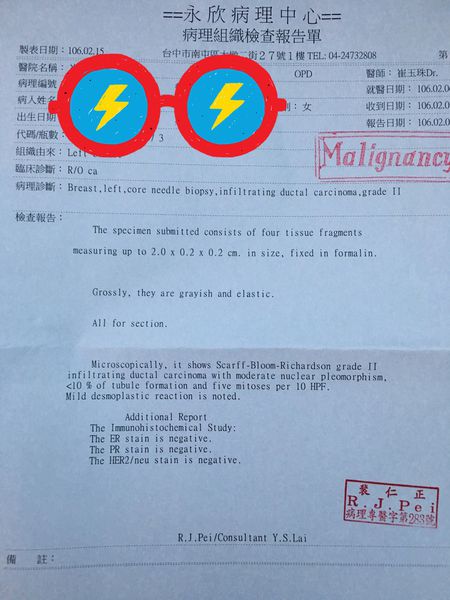 ==永欣病理中心==
病理組織檢查報告單
製表日期：106.02.15 台中市南屯區大墩二街27號1樓 TEL:04-24732808 第
醫院名稱： OPD 醫師：崔玉珠Dr.
病理編號 就醫日期：106.02.0
病人姓名 別：女 收到日期：106.02.0
出生日期 報告日期：106.02.0
代碼/瓶數 / 3
組織由來：Left
臨床診斷：R/O ca
Malignancy
病理診斷：Breast,left,core needle biopsy,infiltrating ductal carcinoma,grade II
檢查報告：
The specimen submitted consists of four tissue fragments
measuring up to 2.0 x 0.2 x 0.2 cm. in size, fixed in formalin.
Grossly, they are grayish and elastic.
All for section.
Microscopically, it shows Scarff-Bloom-Richardson grade II
infiltrating ductal carcinoma with moderate nuclear pleomorphism,
<10 % of tubule formation and five mitoses per 10 HPF.
Mild desmoplastic reaction is noted.
Additional Report
The Immunohistochemical Study:
The ER stain is negative.
The PR stain is negative.
The HER2/neu stain is negative.
裴仁正
R.J.Pei
病理專醫字第283號
R.J.Pei/Consultant Y.S.Lai
備 註：